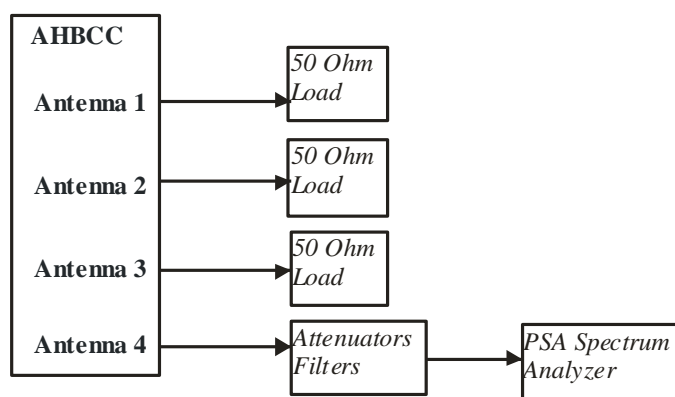 AHBCC
Antenna 1
50 Ohm
Load
Antenna 2
50 Ohm
Load
Antenna 3
50 Ohm
Load
Antenna 4
Attenuators
Filters
PSA Spectrum
Analyzer